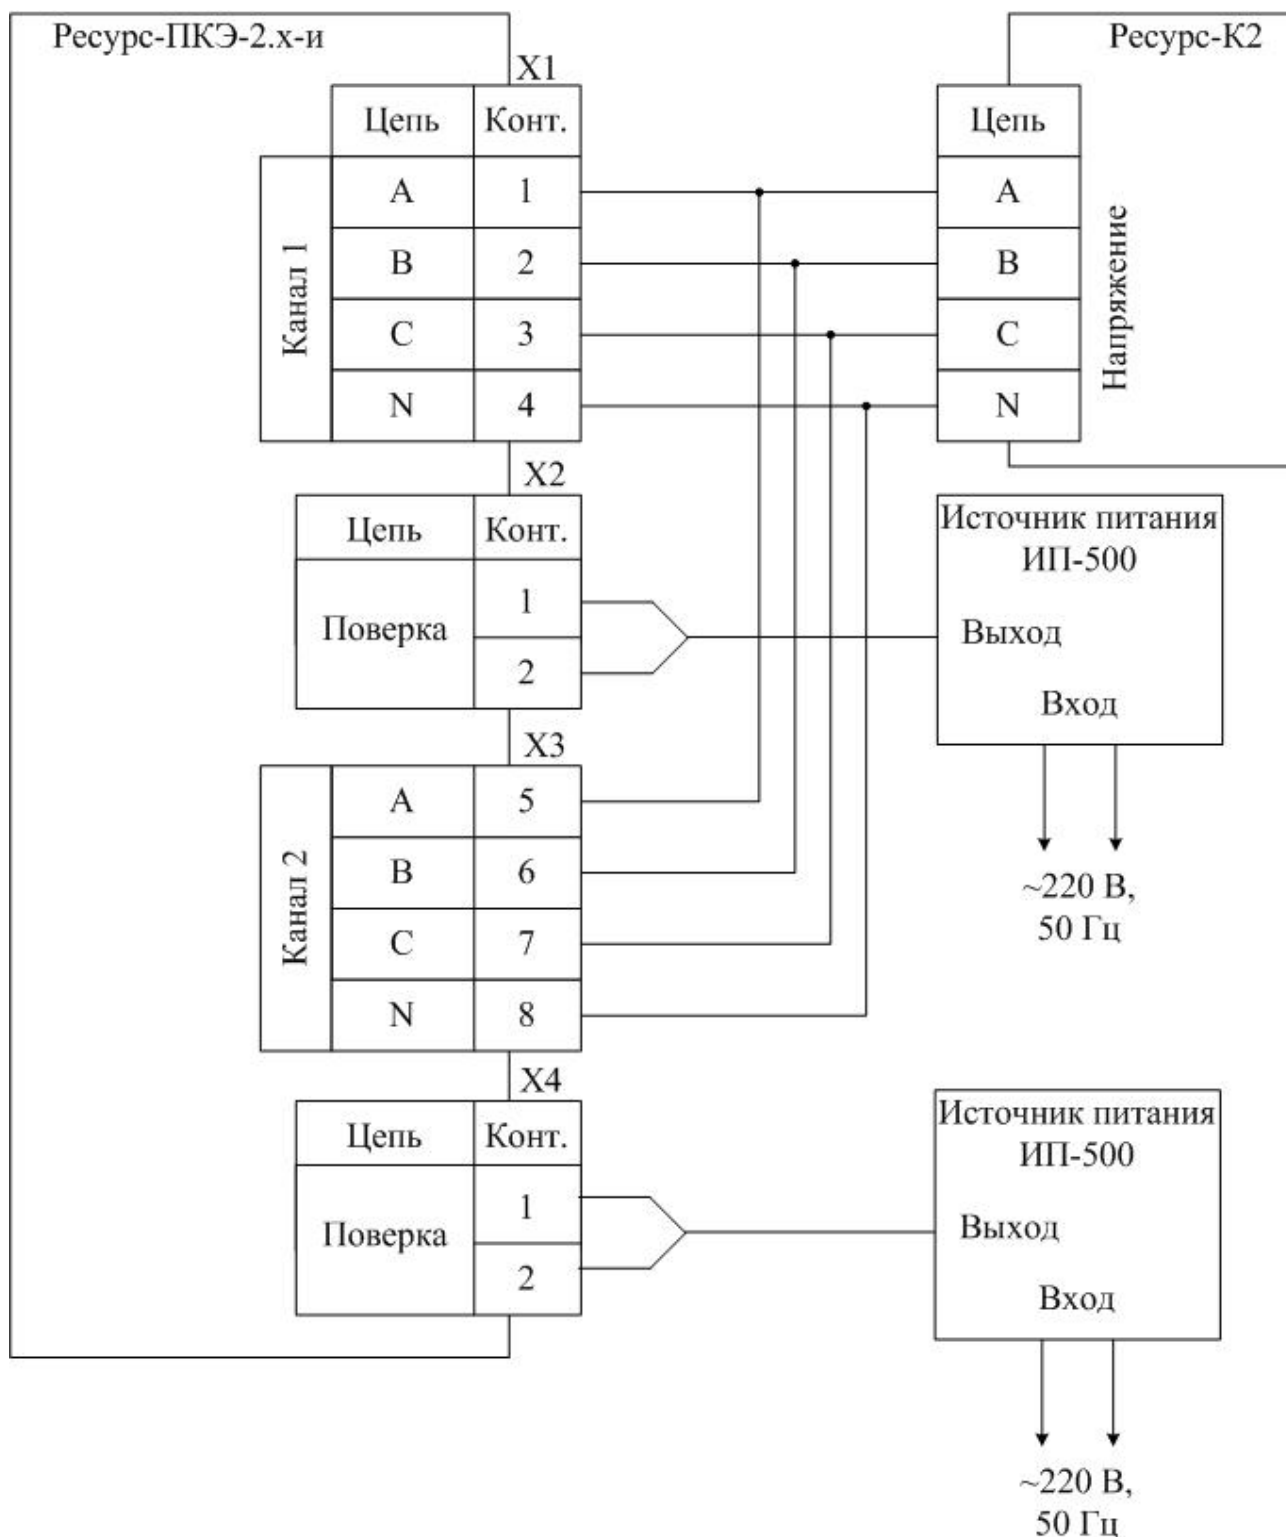 Ресурс-ПКЭ-2.х-и
Ресурс-К2
X1
Цепь Конт.
Канал 1
A 1
B 2
C 3
N 4
Цепь
A
B
C
N
Напряжение
X2
Цепь Конт.
Поверка
1
2
Источник питания
ИП-500
Выход
Вход
~220 В,
50 Гц
X3
Канал 2
A 5
B 6
C 7
N 8
X4
Цепь Конт.
Поверка
1
2
Источник питания
ИП-500
Выход
Вход
~220 В,
50 Гц